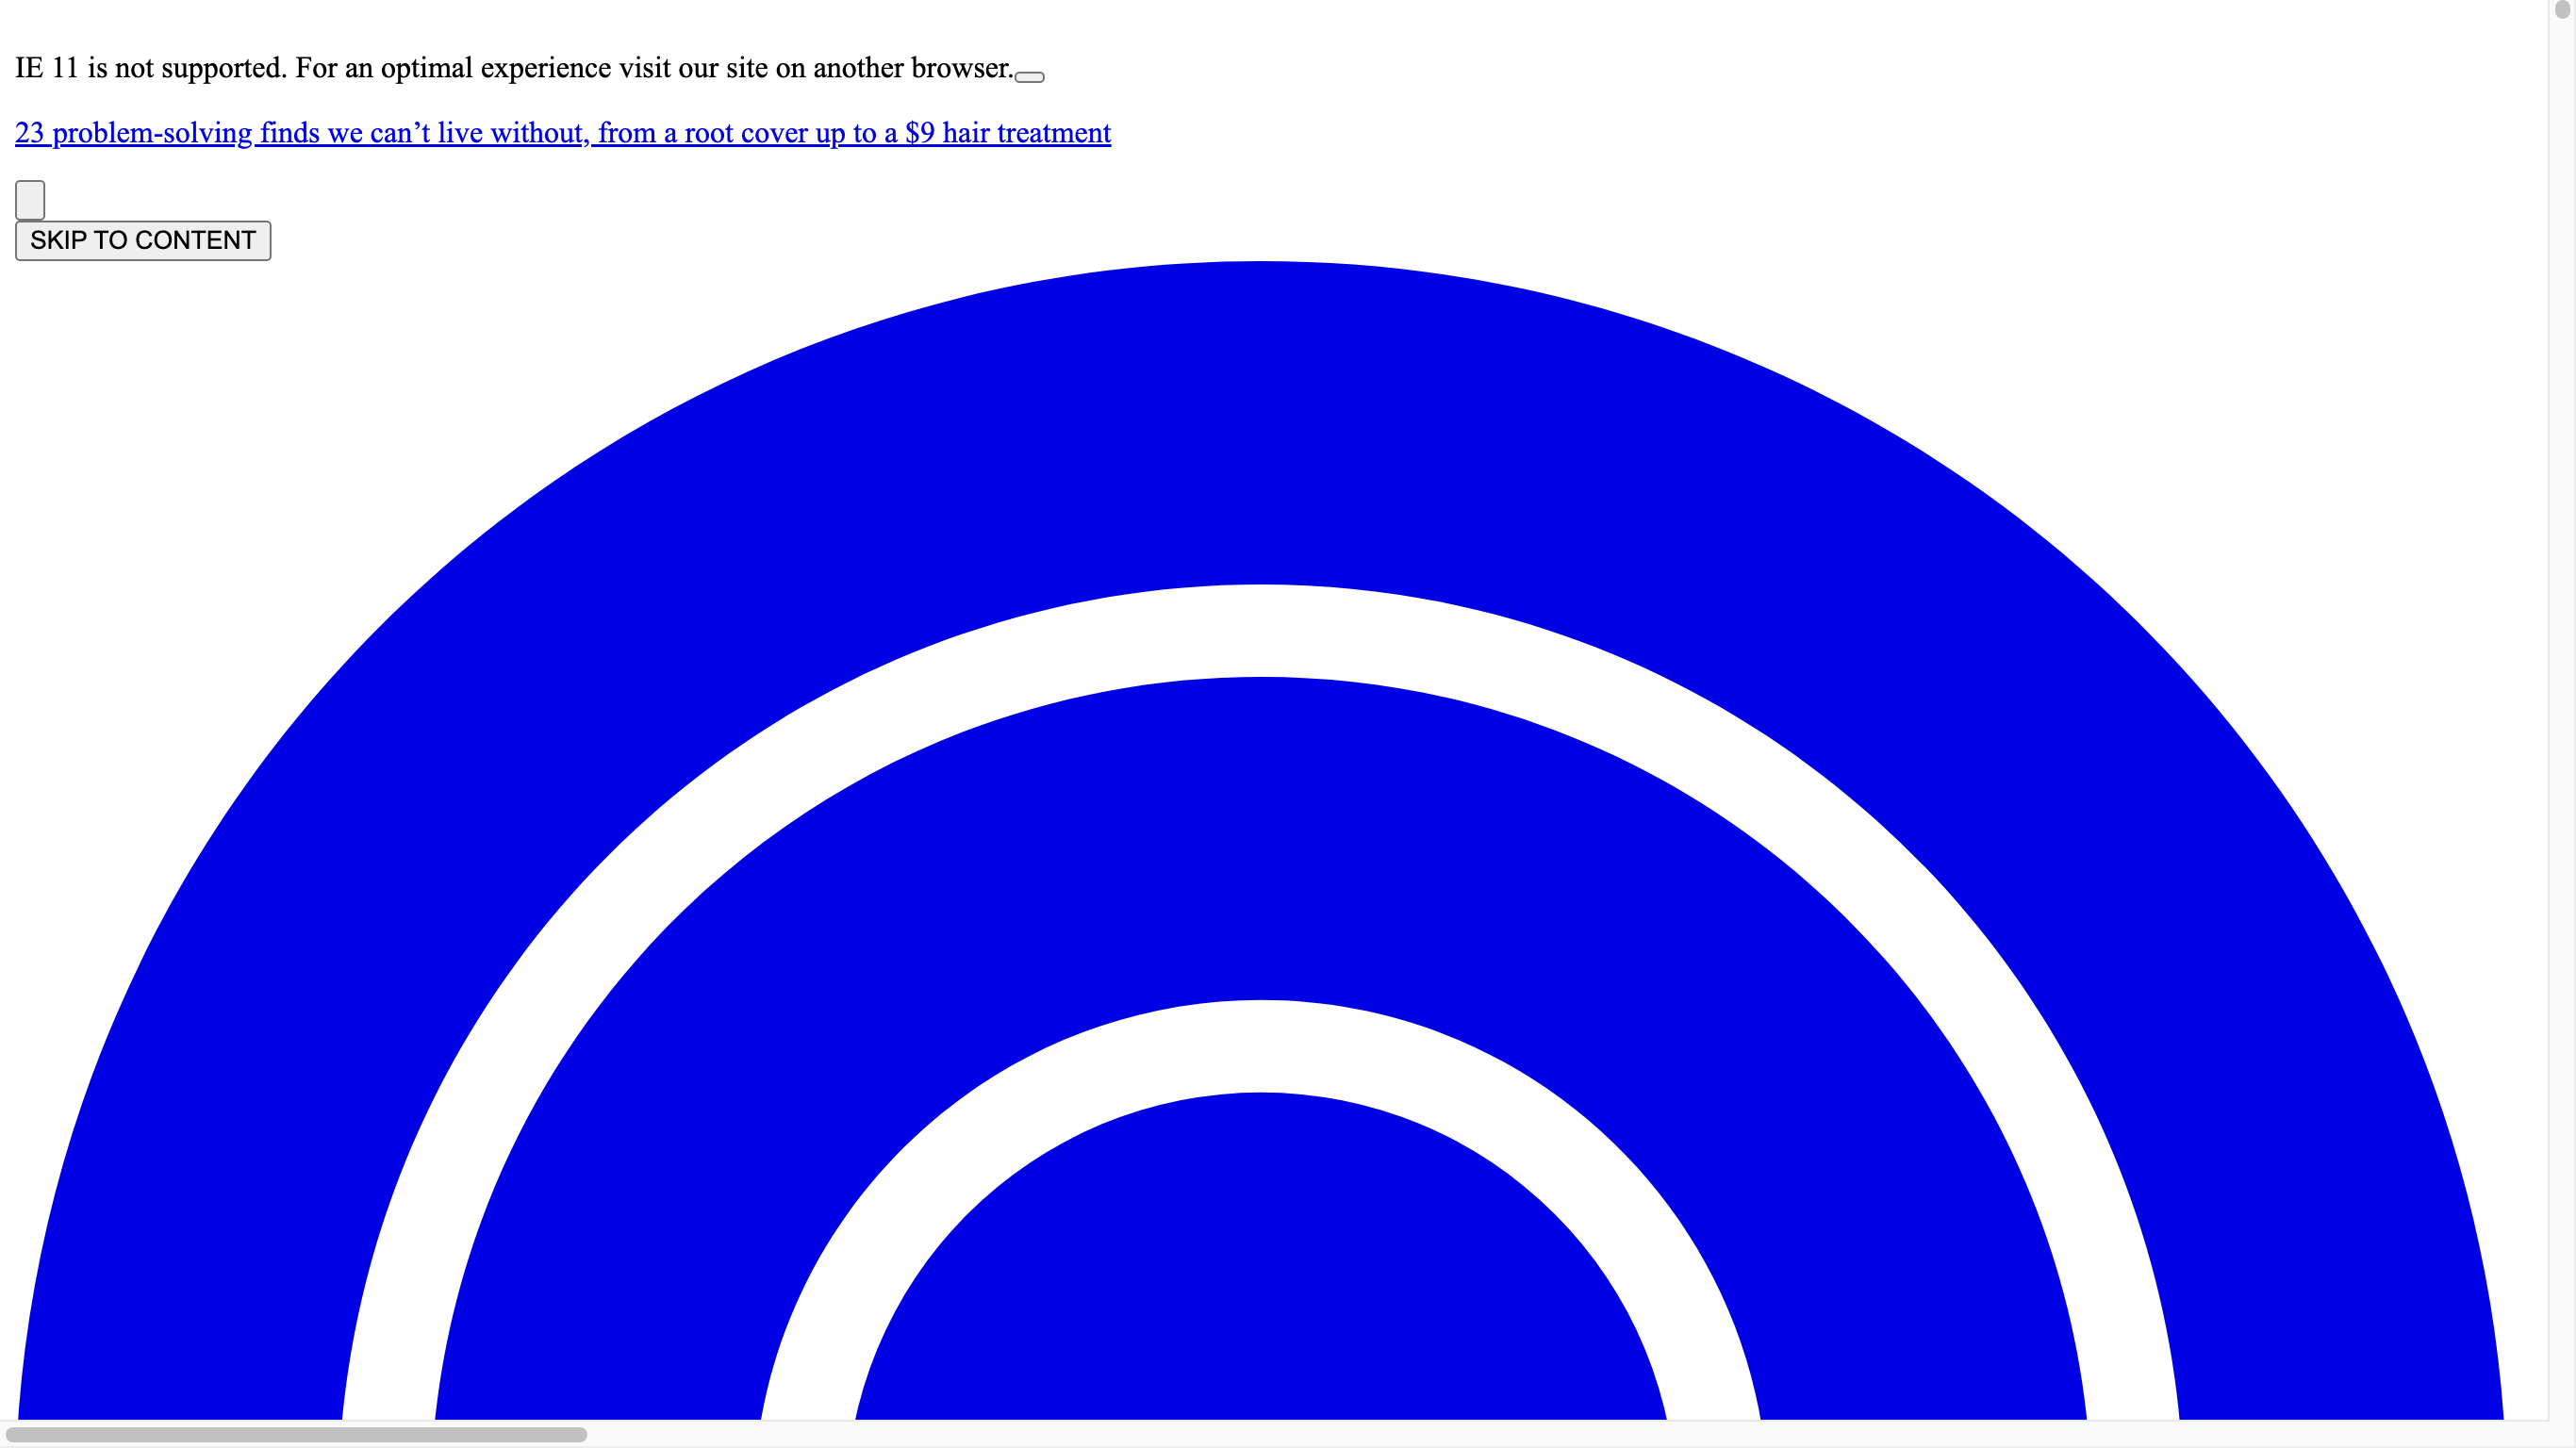 IE 11 is not supported. For an optimal experience visit our site on another browser.
23 problem-solving finds we can’t live without, from a root cover up to a $9 hair treatment
SKIP TO CONTENT